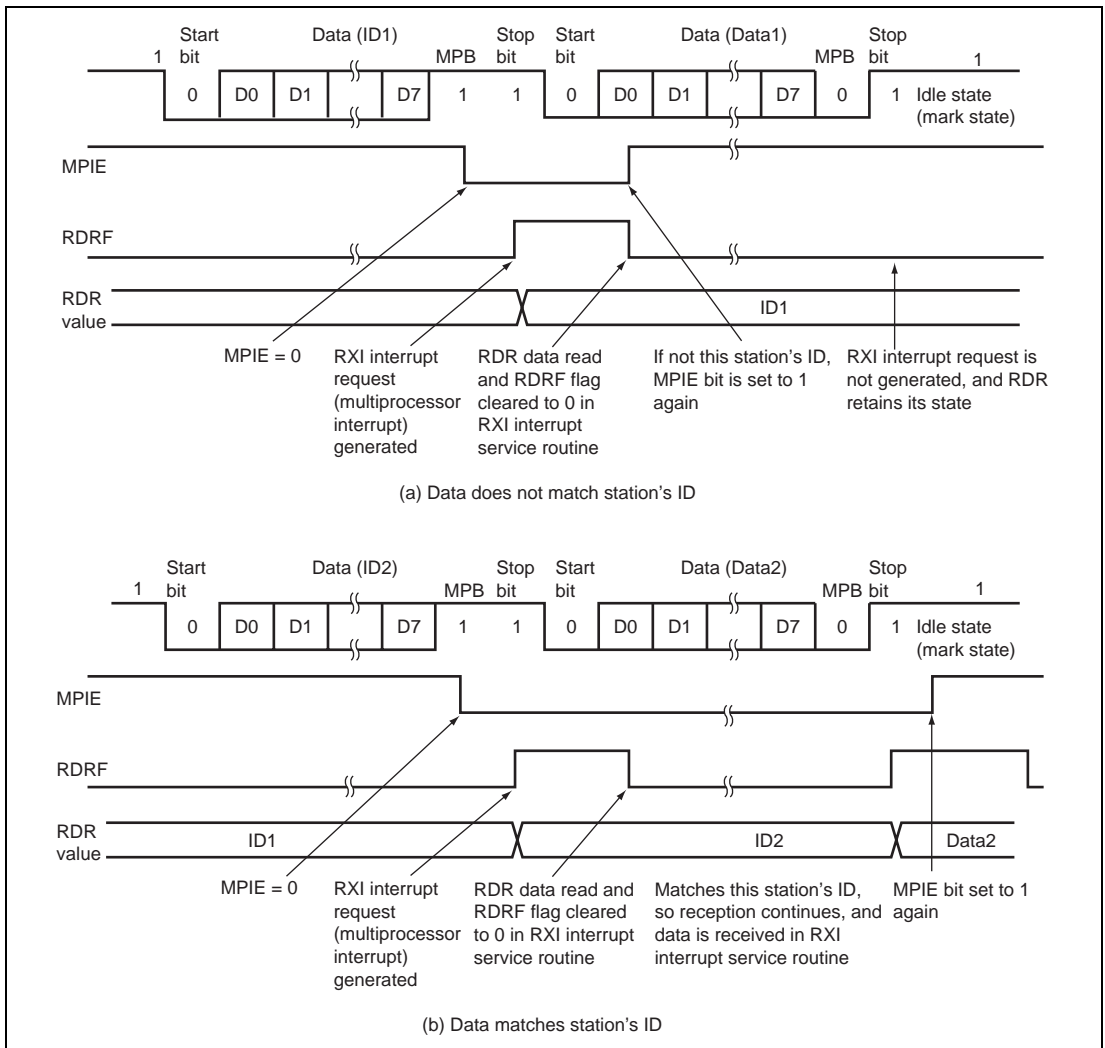 Start Data (ID1) Stop Start Data (Data1) Stop
1 bit MPB bit bit MPB bit 1
0 D0 D1 D7 1 1 0 D0 D1 D7 0 1 Idle state
(mark state)
MPIE
RDRF
RDR
value
ID1
MPIE = 0
RXI interrupt
request
(multiprocessor
interrupt)
generated
RDR data read
and RDRF flag
cleared to 0 in
RXI interrupt
service routine
If not this station's ID,
MPIE bit is set to 1
again
RXI interrupt request is
not generated, and RDR
retains its state
(a) Data does not match station's ID
Start Data (ID2) Stop Start Data (Data2) Stop
1 bit MPB bit bit MPB bit 1
0 D0 D1 D7 1 1 0 D0 D1 D7 0 1 Idle state
(mark state)
MPIE
RDRF
RDR
value
ID1 ID2 Data2
MPIE = 0
RXI interrupt
request
(multiprocessor
interrupt)
generated
RDR data read and
RDRF flag cleared
to 0 in RXI interrupt
service routine
Matches this station's ID,
so reception continues, and
data is received in RXI
interrupt service routine
MPIE bit set to 1
again
(b) Data matches station's ID